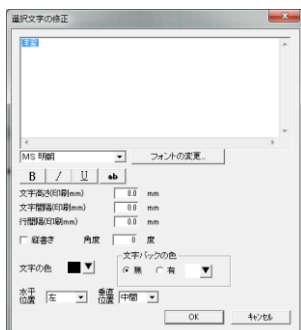 選択文字の修正
洋室
MS 明朝
フォントの変更...
B I U ab
文字高さ(印刷mm) 8.0 mm
文字間隔(印刷mm) 0.0 mm
行間隔(印刷mm) 0.0 mm
縦書き 角度 0 度
文字の色
文字バックの色
無 有
水平位置 左 垂直位置 中間
OK キャンセル